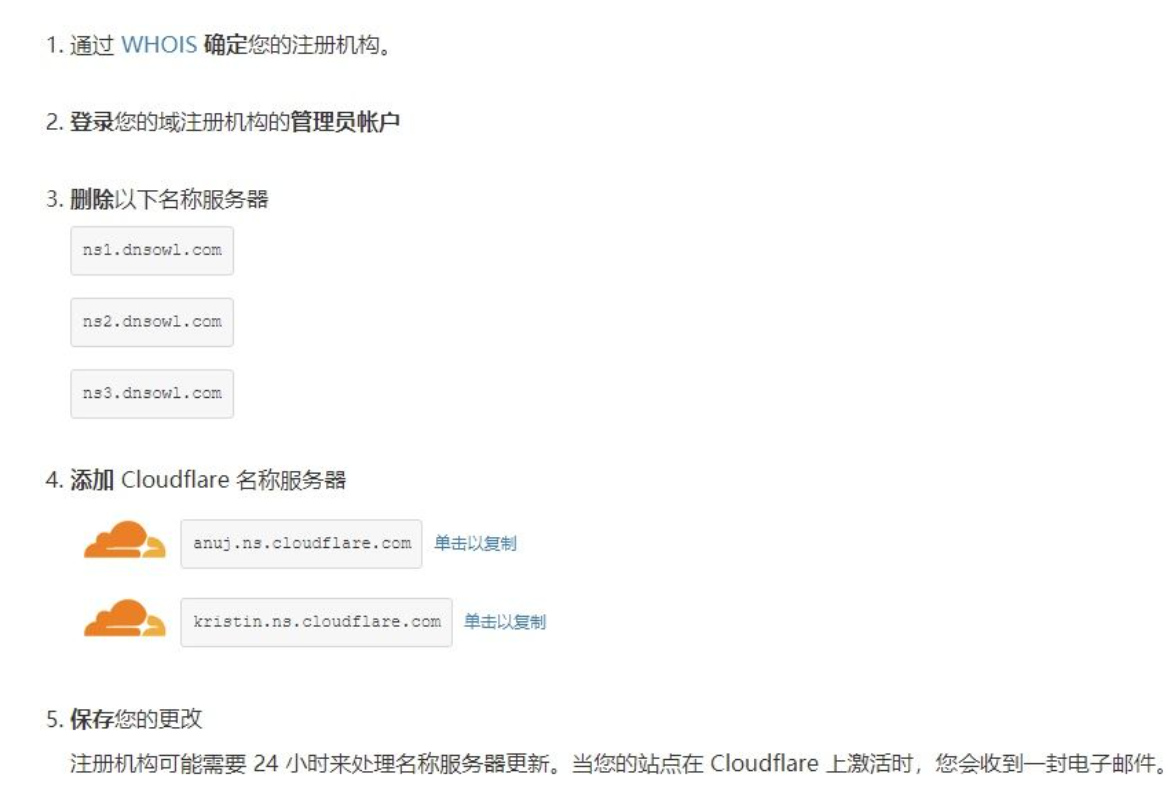 1. 通过 WHOIS 确定您的注册机构。
2. 登录您的域注册机构的管理员帐户
3. 删除以下名称服务器
ns1.dnsowl.com
ns2.dnsowl.com
ns3.dnsowl.com
4. 添加 Cloudflare 名称服务器
anuj.ns.cloudflare.com 单击以复制
kristin.ns.cloudflare.com 单击以复制
5. 保存您的更改
注册机构可能需要 24 小时来处理名称服务器更新。当您的站点在 Cloudflare 上激活时，您会收到一封电子邮件。